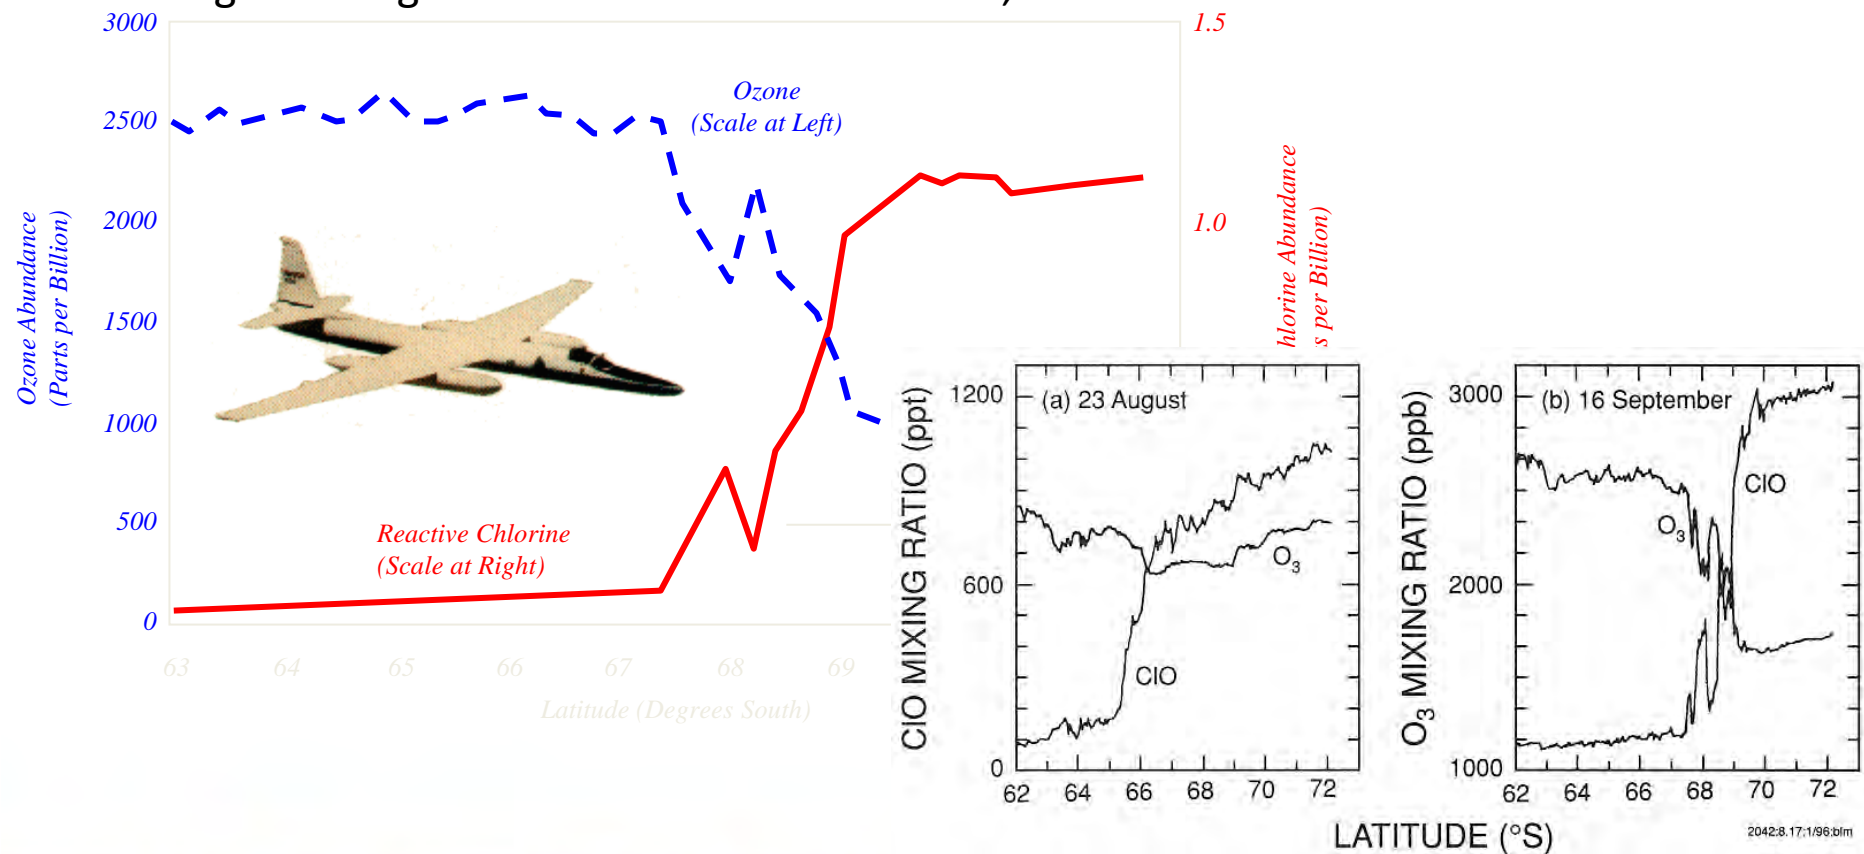 3000
2500
2000
1500
1000
500
0
Ozone Abundance
(Parts per Billion)
Ozone
(Scale at Left)
Reactive Chlorine
(Scale at Right)
63 64 65 66 67 68 69
Latitude (Degrees South)
1.5
1.0
hlorine Abundance
s per Billion)
ClO MIXING RATIO (ppt)
1200
600
0
(a) 23 August
O3
ClO
62 64 66 68 70 72
O3 MIXING RATIO (ppb)
3000
2000
1000
(b) 16 September
ClO
O3
62 64 66 68 70 72
LATITUDE (°S)
2042:8.17:1/96:blm